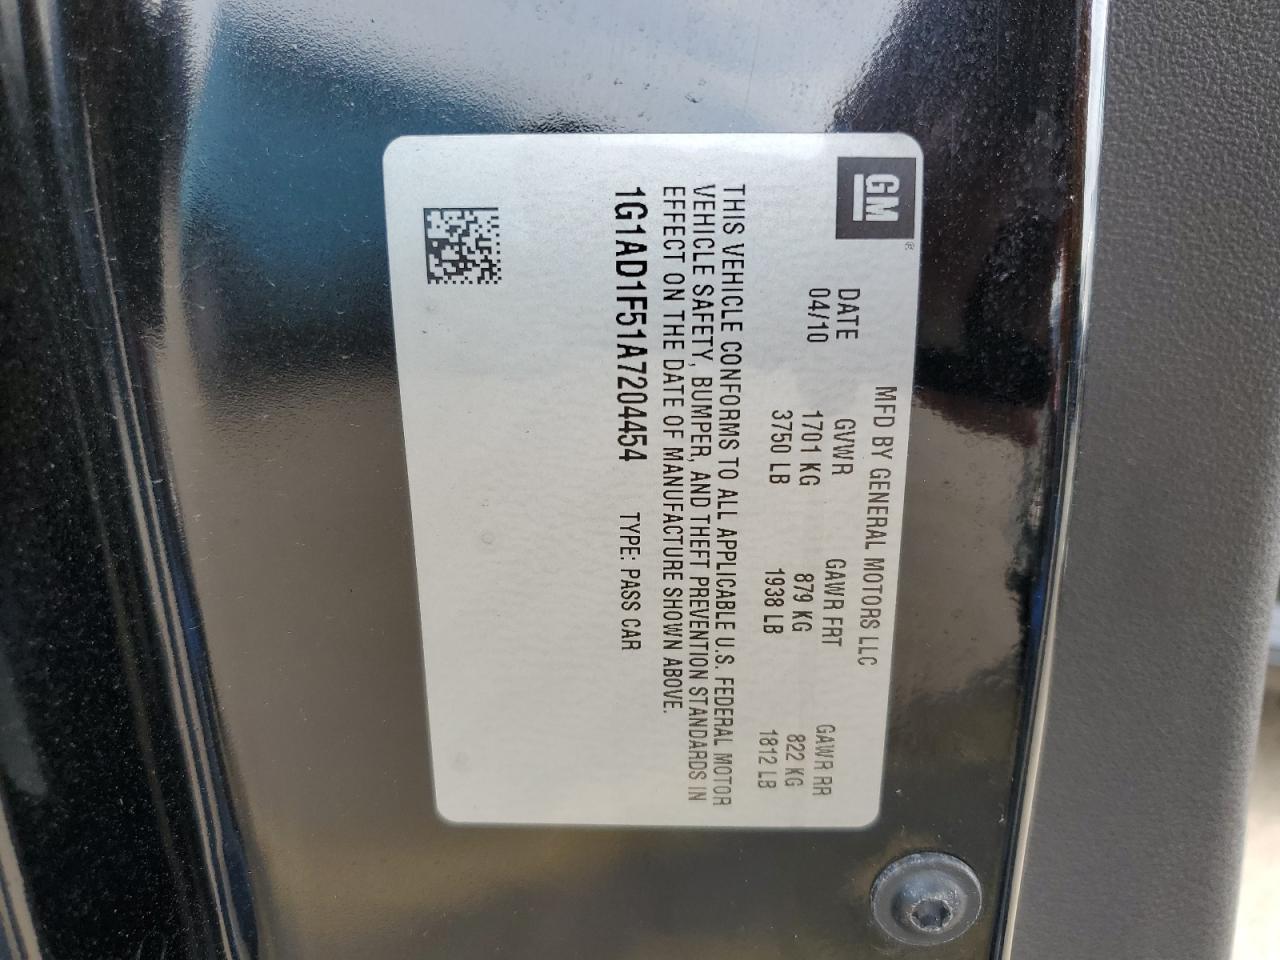 GM®
MFD BY GENERAL MOTORS LLC
DATE GVWR GAWR FRT GAWR RR
04/10 1701 KG 879 KG 822 KG
3750 LB 1938 LB 1812 LB
THIS VEHICLE CONFORMS TO ALL APPLICABLE U.S. FEDERAL MOTOR
VEHICLE SAFETY, BUMPER, AND THEFT PREVENTION STANDARDS IN
EFFECT ON THE DATE OF MANUFACTURE SHOWN ABOVE.
1G1AD1F51A7204454 TYPE: PASS CAR